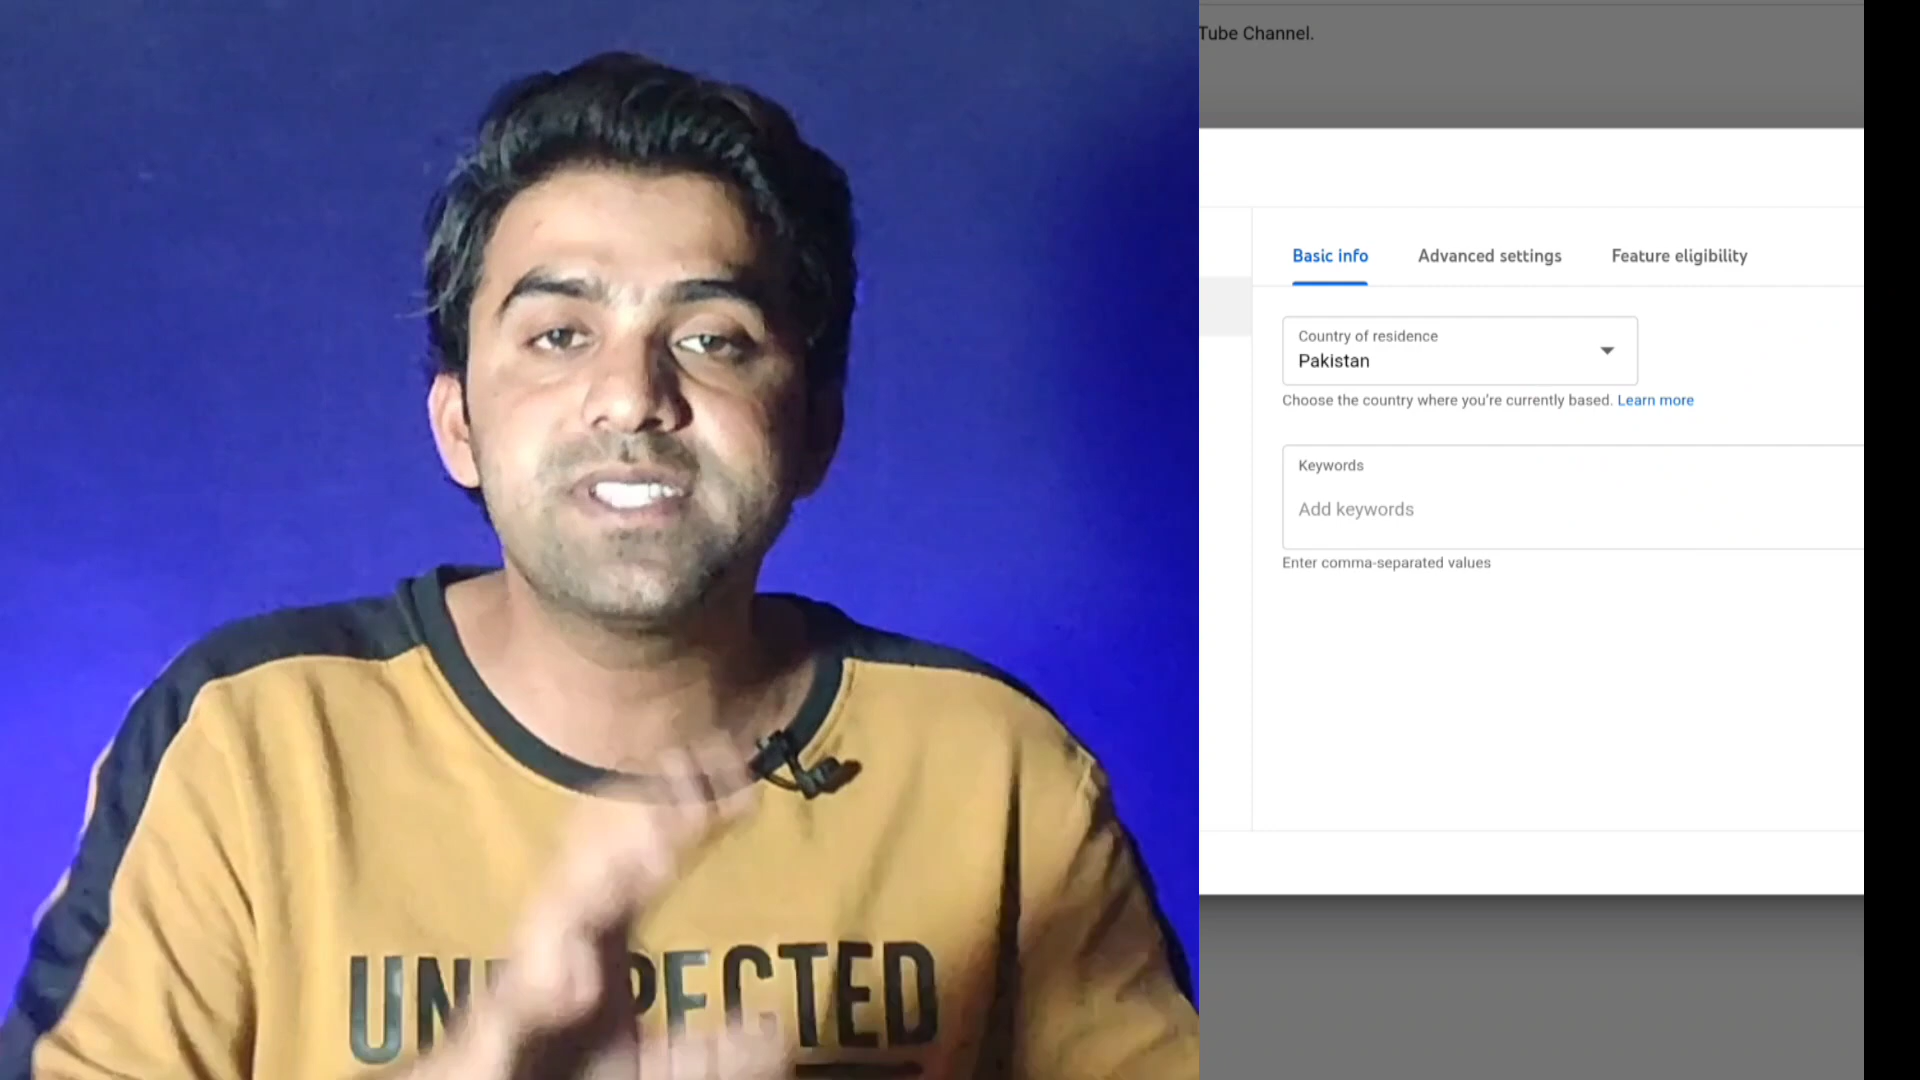 Tube Channel.
Basic info Advanced settings Feature eligibility
Country of residence
Pakistan
Choose the country where you're currently based. Learn more
Keywords
Add keywords
Enter comma-separated values